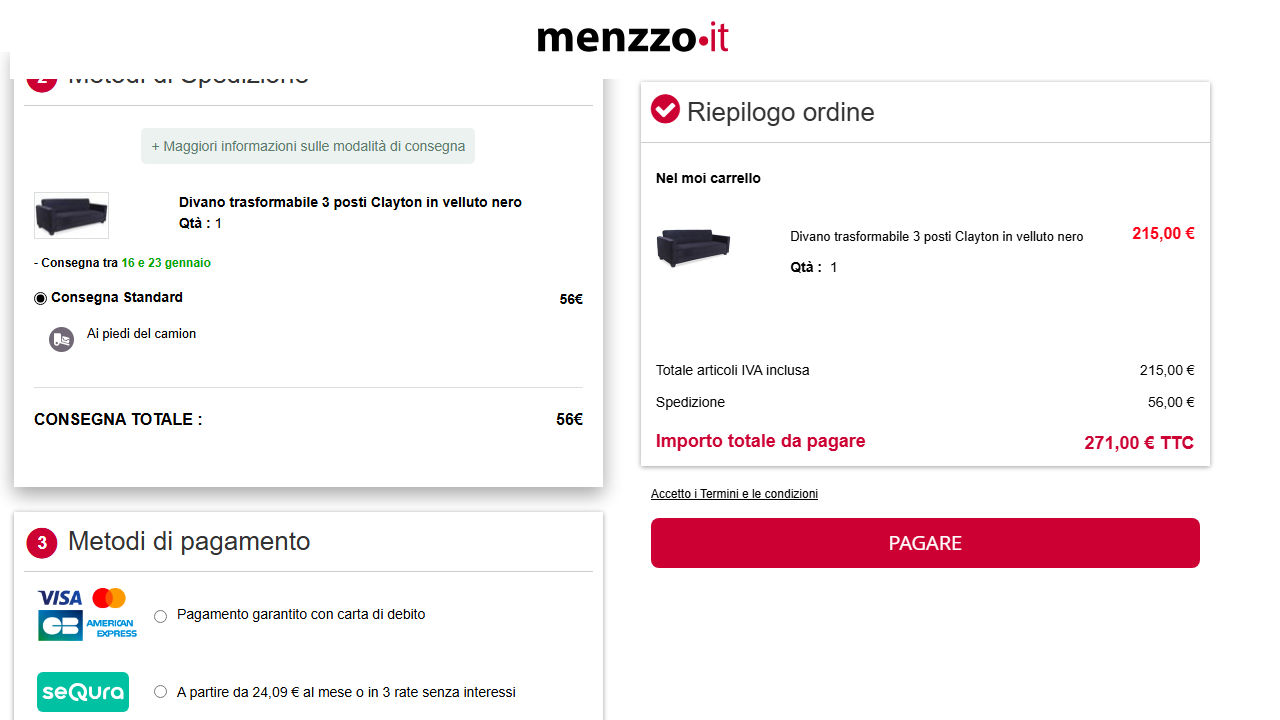 menzzo•it
2 Metodi di Spedizione
+ Maggiori informazioni sulle modalità di consegna
Divano trasformabile 3 posti Clayton in velluto nero
Qtà : 1
- Consegna tra 16 e 23 gennaio
Consegna Standard 56€
Ai piedi del camion
CONSEGNA TOTALE : 56€
3 Metodi di pagamento
VISA
CB
AMERICAN EXPRESS
Pagamento garantito con carta di debito
seQura
A partire da 24,09 € al mese o in 3 rate senza interessi
Riepilogo ordine
Nel moi carrello
Divano trasformabile 3 posti Clayton in velluto nero 215,00 €
Qtà : 1
Totale articoli IVA inclusa 215,00 €
Spedizione 56,00 €
Importo totale da pagare 271,00 € TTC
Accetto i Termini e le condizioni
PAGARE